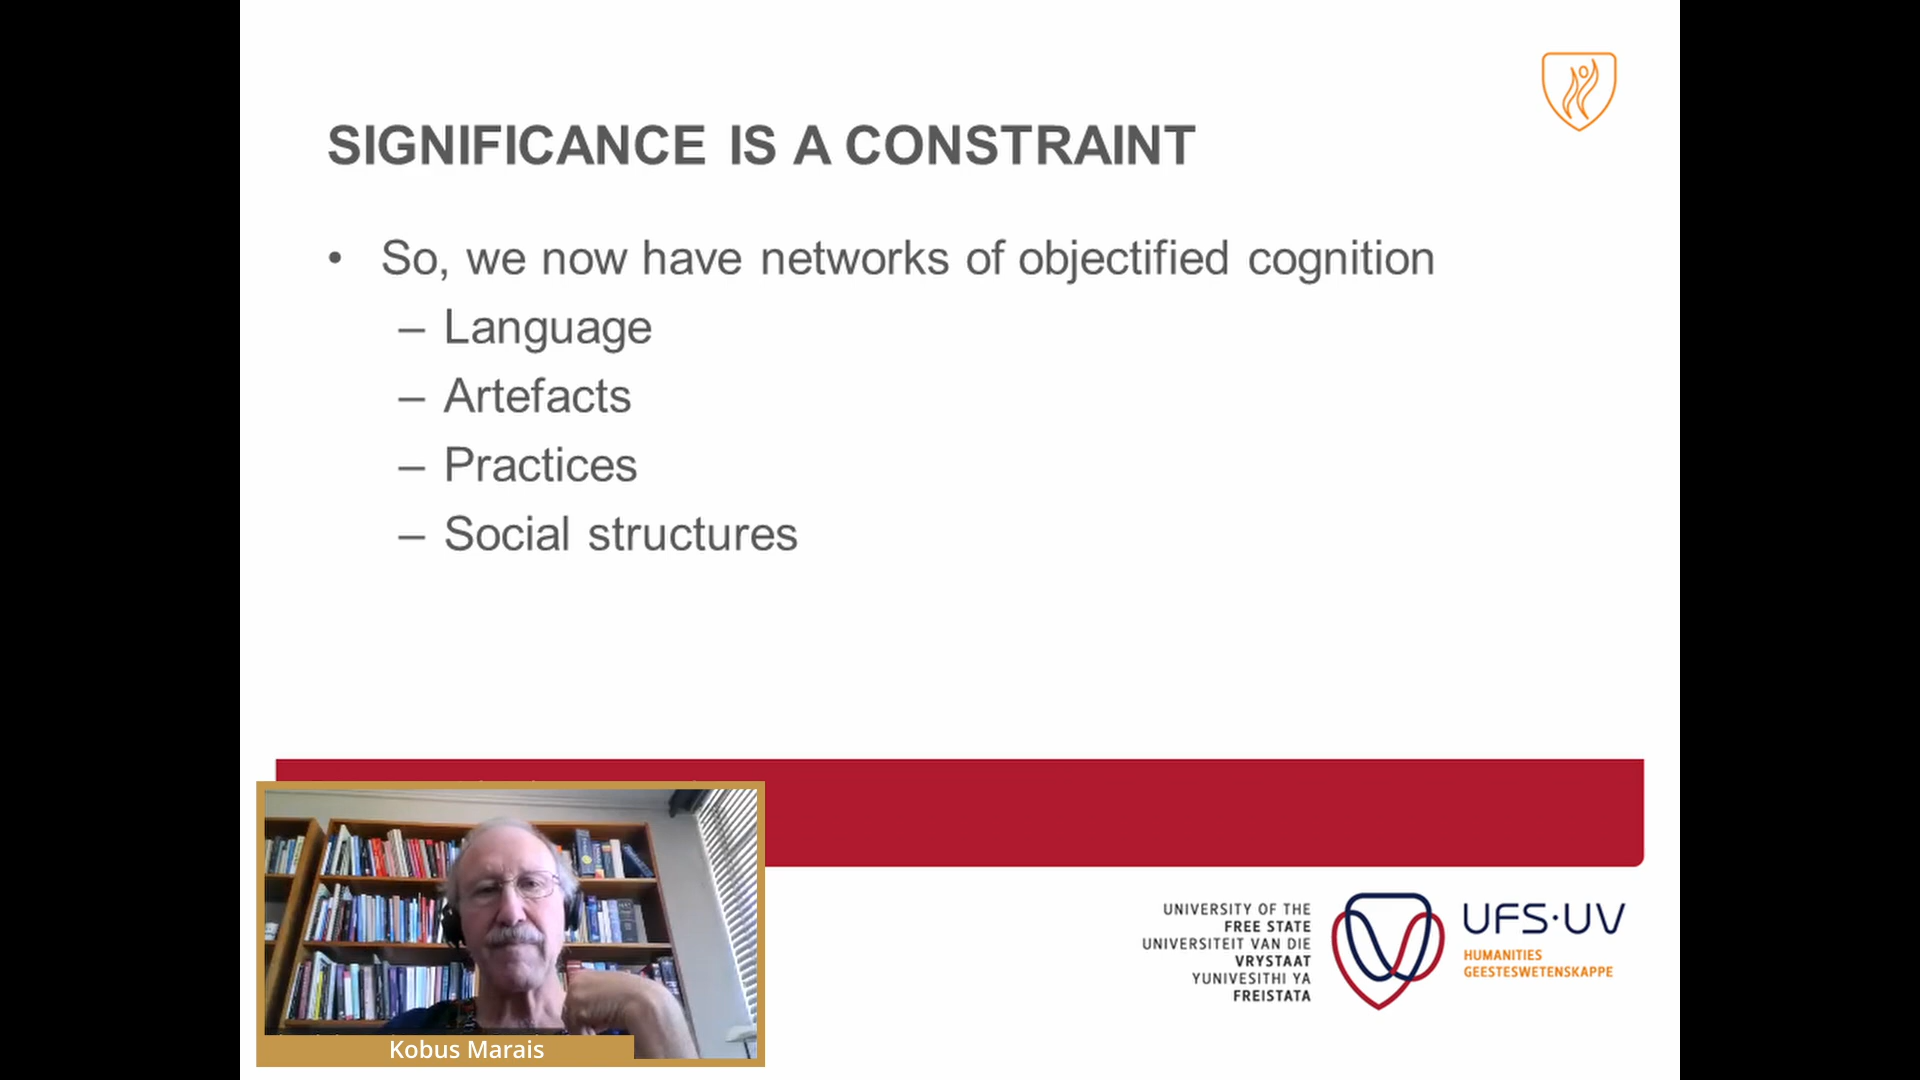 SIGNIFICANCE IS A CONSTRAINT
• So, we now have networks of objectified cognition
– Language
– Artefacts
– Practices
– Social structures
UNIVERSITY OF THE
FREE STATE
UNIVERSITEIT VAN DIE
VRYSTAAT
YUNIVESITHI YA
FREISTATA
UFS·UV
HUMANITIES
GEESTESWETENSKAPPE
Kobus Marais